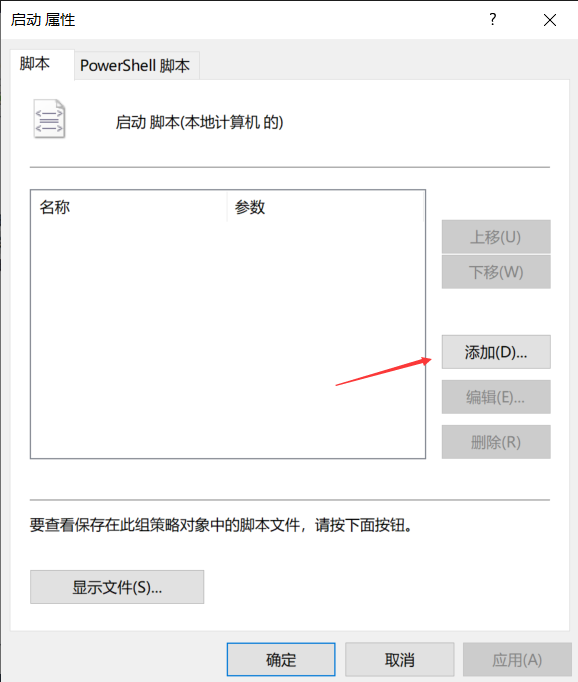 启动 属性
脚本
PowerShell 脚本
启动 脚本(本地计算机 的)
名称
参数
上移(U)
下移(W)
添加(D)...
编辑(E)...
删除(R)
要查看保存在此组策略对象中的脚本文件，请按下面按钮。
显示文件(S)...
确定
取消
应用(A)